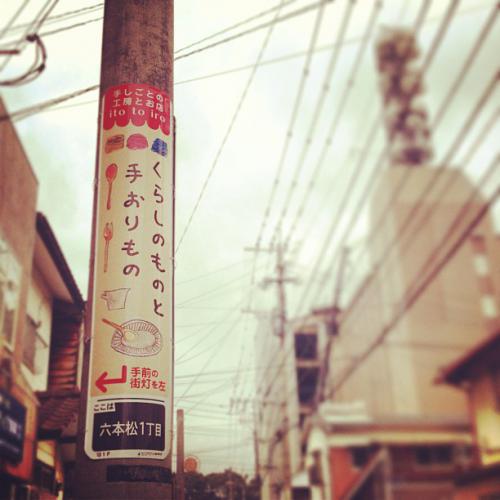 手しごとの
工房とお店
ito to iro
くらしのものと
手おりもの
手前の
街灯を左
ここは
六本松1丁目